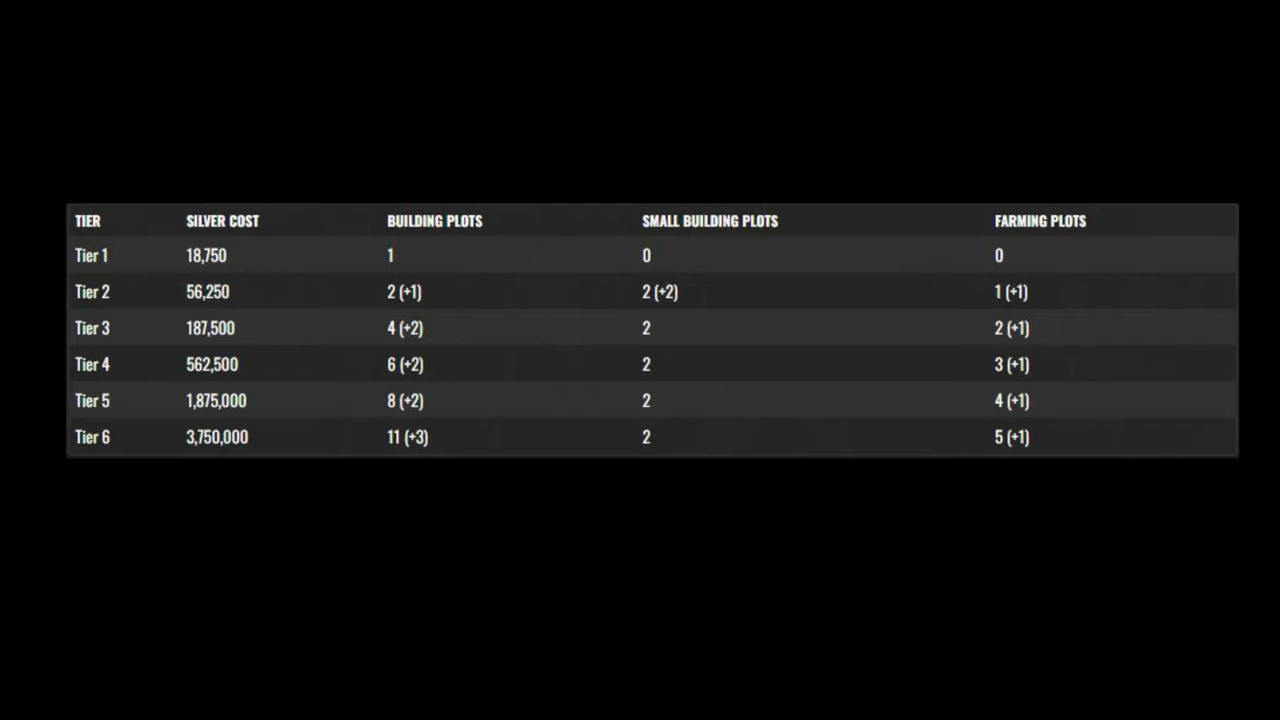 TIER SILVER COST BUILDING PLOTS SMALL BUILDING PLOTS FARMING PLOTS
Tier 1 18,750 1 0 0
Tier 2 56,250 2 (+1) 2 (+2) 1 (+1)
Tier 3 187,500 4 (+2) 2 2 (+1)
Tier 4 562,500 6 (+2) 2 3 (+1)
Tier 5 1,875,000 8 (+2) 2 4 (+1)
Tier 6 3,750,000 11 (+3) 2 5 (+1)